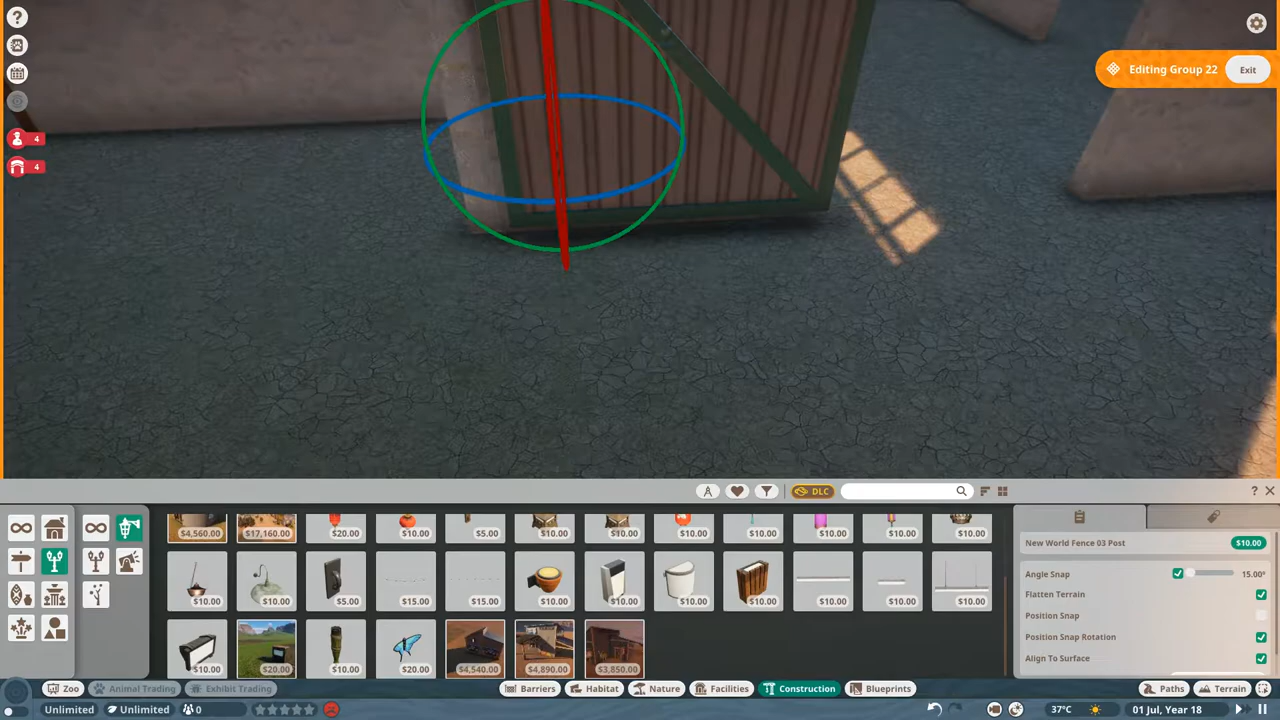 ?
Editing Group 22
Exit
4
4
DLC
?
$4,560.00
$17,160.00
$20.00
$10.00
$5.00
$10.00
$10.00
$10.00
$10.00
$10.00
$10.00
$10.00
New World Fence 03 Post
$10.00
Angle Snap
15.00°
Flatten Terrain
Position Snap
Position Snap Rotation
Align To Surface
$10.00
$10.00
$5.00
$15.00
$15.00
$10.00
$10.00
$10.00
$10.00
$10.00
$10.00
$10.00
$10.00
$20.00
$10.00
$20.00
$4,540.00
$4,890.00
$3,850.00
Zoo
Animal Trading
Exhibit Trading
Barriers
Habitat
Nature
Facilities
Construction
Blueprints
Paths
Terrain
Unlimited
Unlimited
0
37°C
01 Jul, Year 18